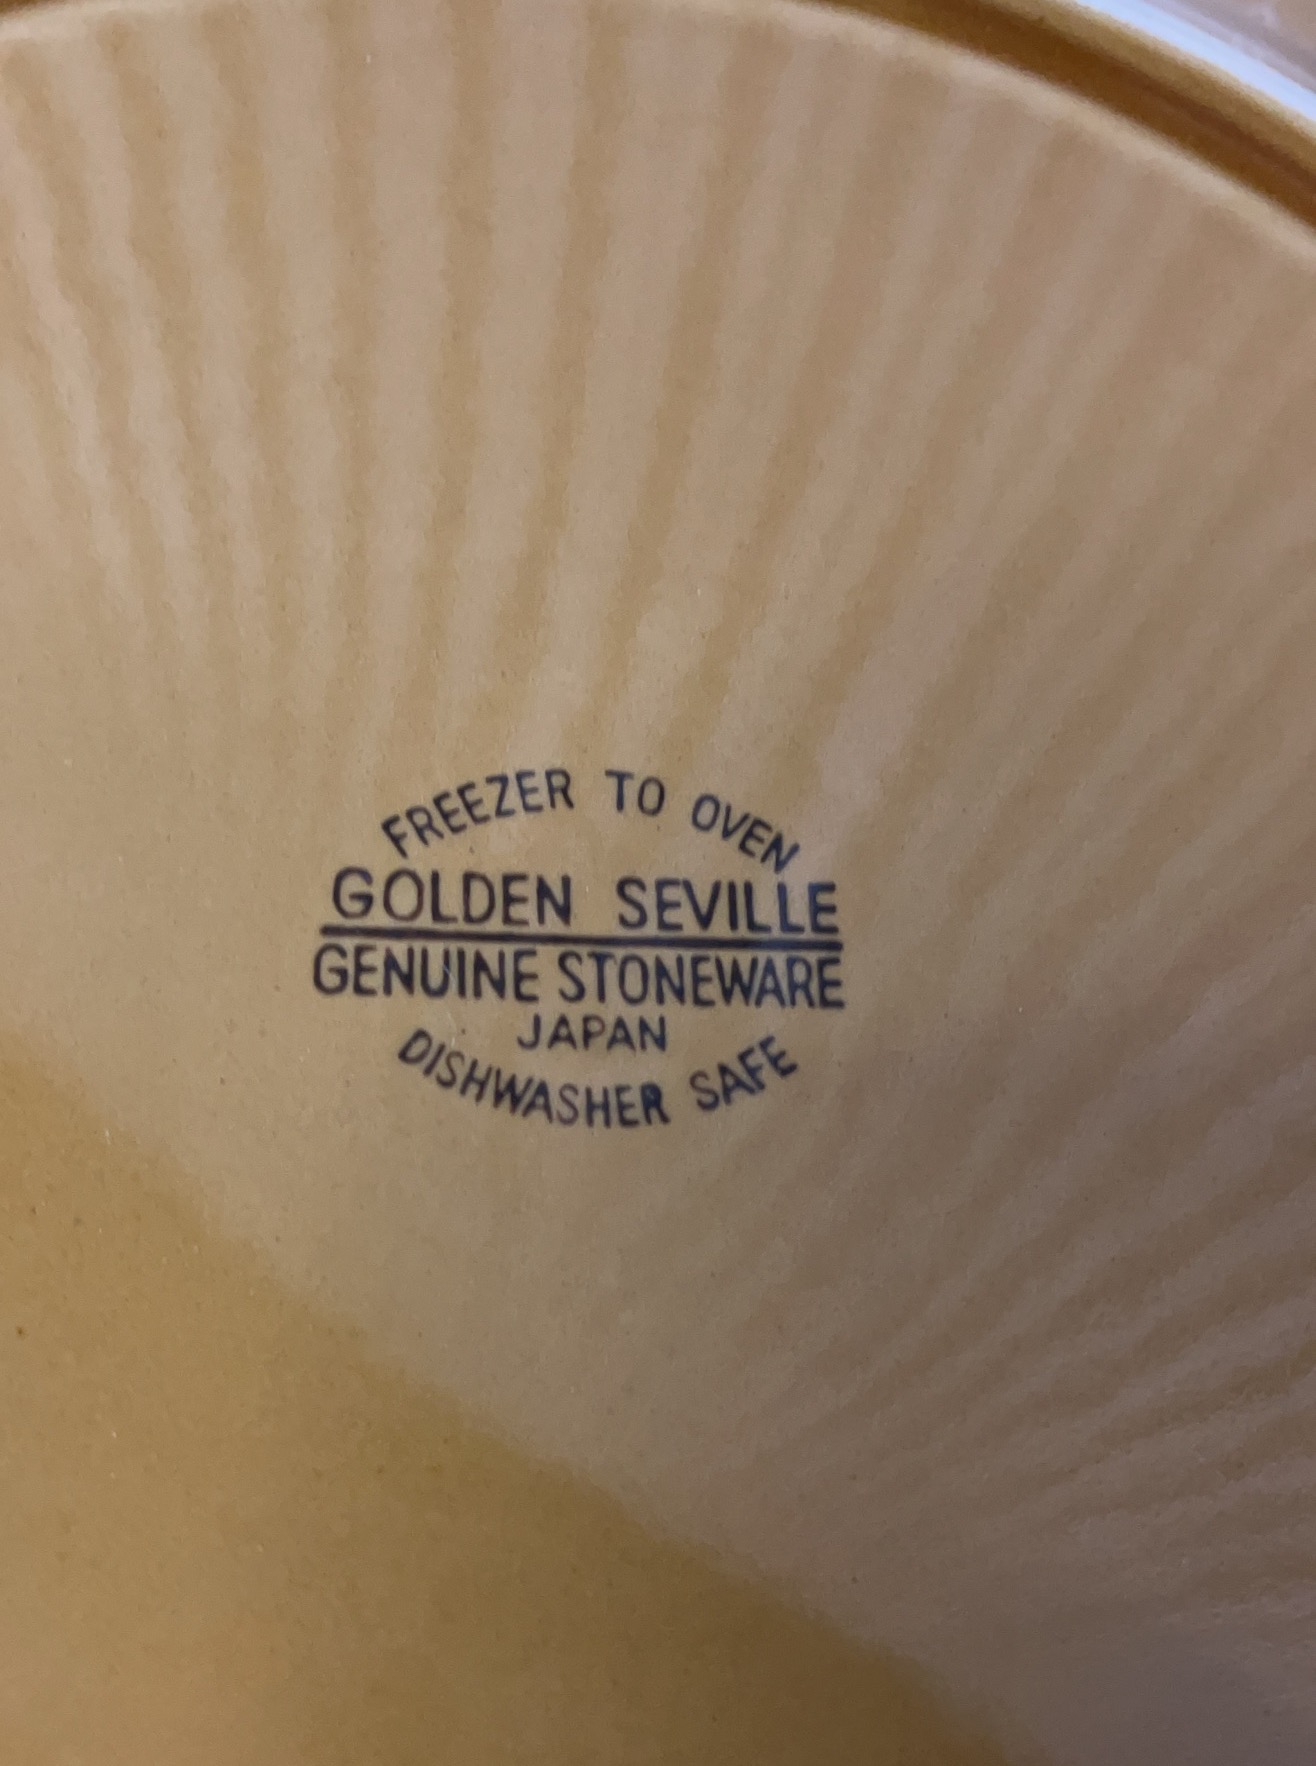 FREEZER TO OVEN
GOLDEN SEVILLE
GENUINE STONEWARE
JAPAN
DISHWASHER SAFE